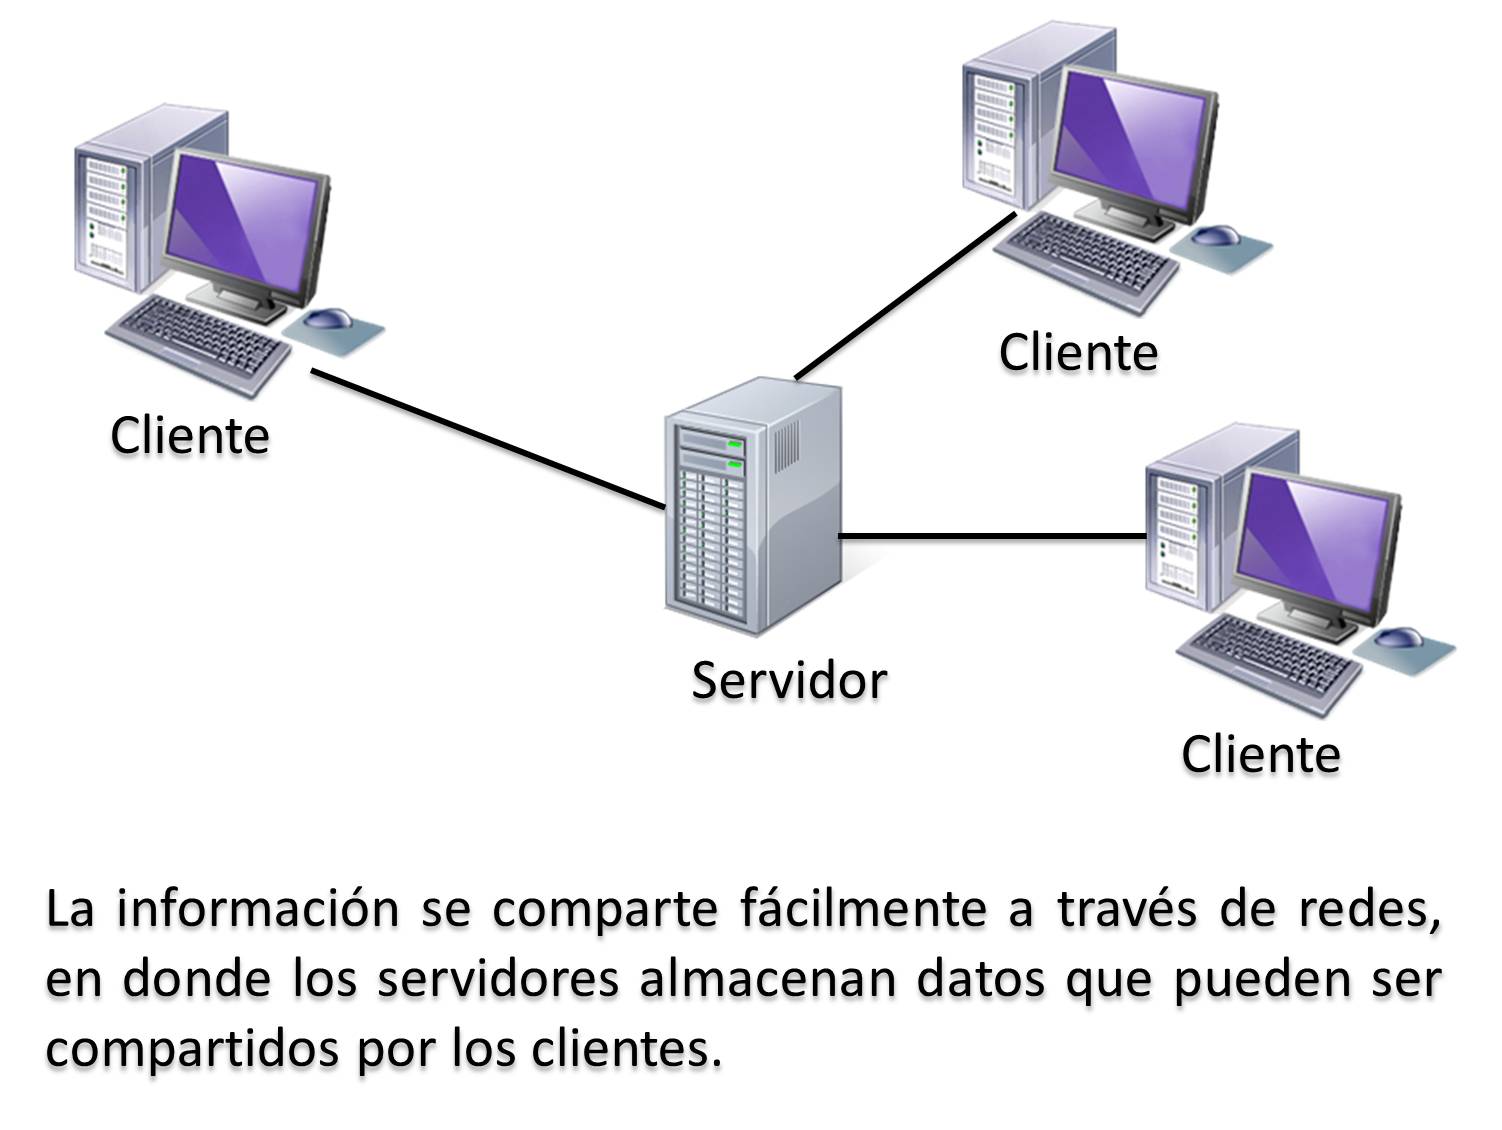 Cliente
Cliente
Servidor
Cliente
La información se comparte fácilmente a través de redes,
en donde los servidores almacenan datos que pueden ser
compartidos por los clientes.